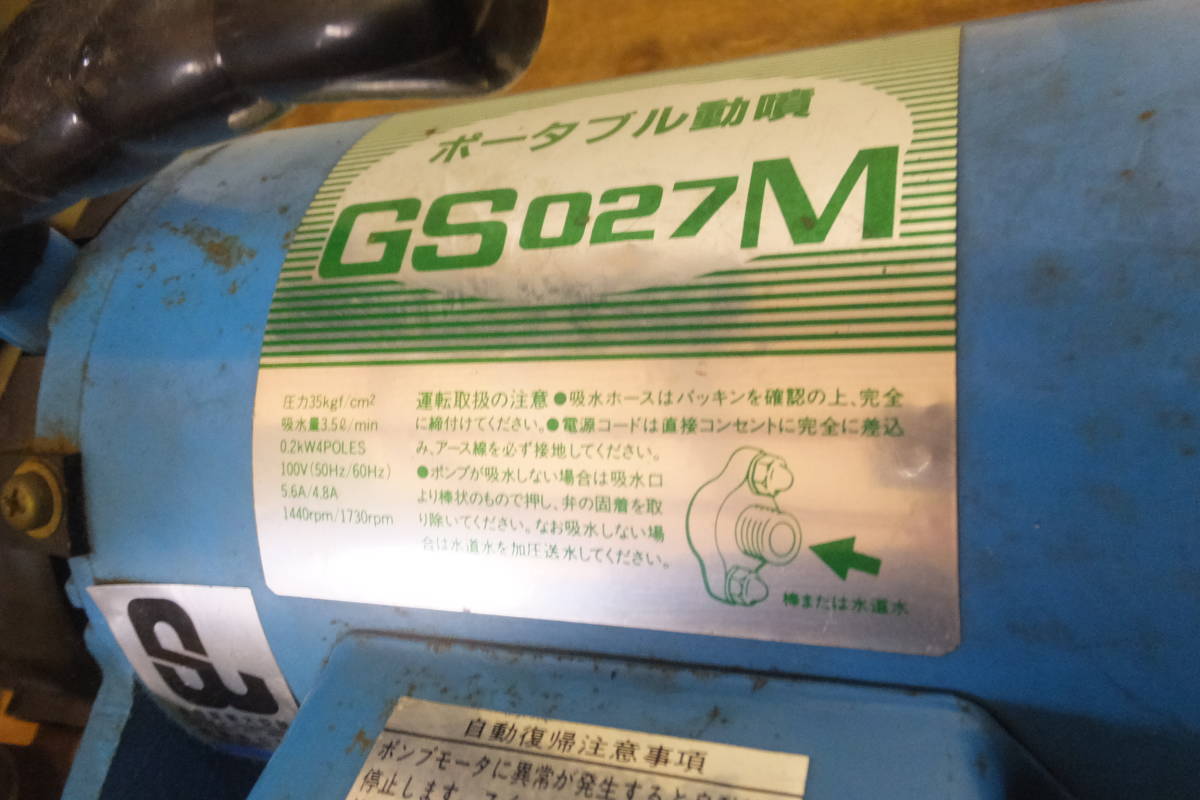 ポータブル動噴
GS027M
圧力35kgf/cm²
吸水量3.5ℓ/min
0.2kW4POLES
100V(50Hz/60Hz)
5.6A/4.8A
1440rpm/1730rpm
運転取扱の注意 ●吸水ホースはパッキンを確認の上、完全
に締付けてください。●電源コードは直接コンセントに完全に差込
み、アース線を必ず接地してください。
●ポンプが吸水しない場合は吸水口
より棒状のもので押し、弁の固着を取
り除いてください。なお吸水しない場
合は水道水を加圧送水してください。
棒または水道水
自動復帰注意事項
ポンプモータに異常が発生すると自動
停止します。